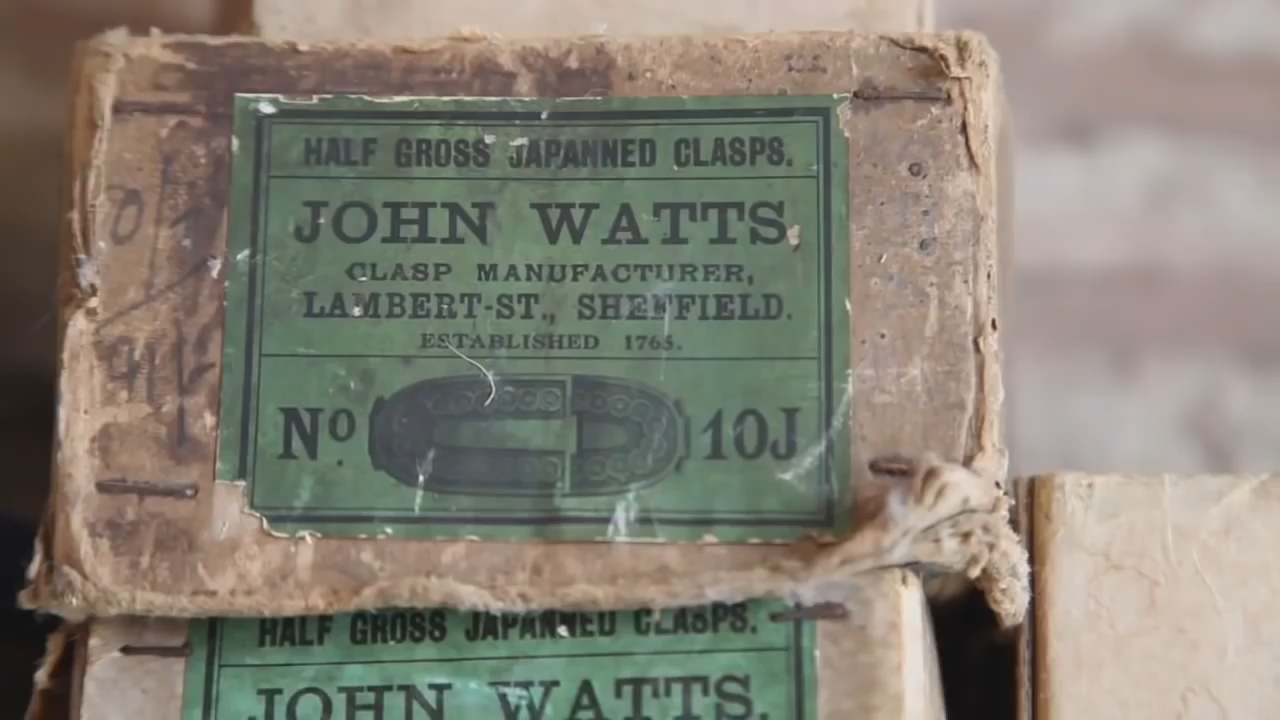 HALF GROSS JAPANNED CLASPS.
JOHN WATTS,
CLASP MANUFACTURER,
LAMBERT-ST., SHEFFIELD.
ESTABLISHED 1765.
No 10J
HALF GROSS JAPANNED CLASPS.
JOHN WATTS.